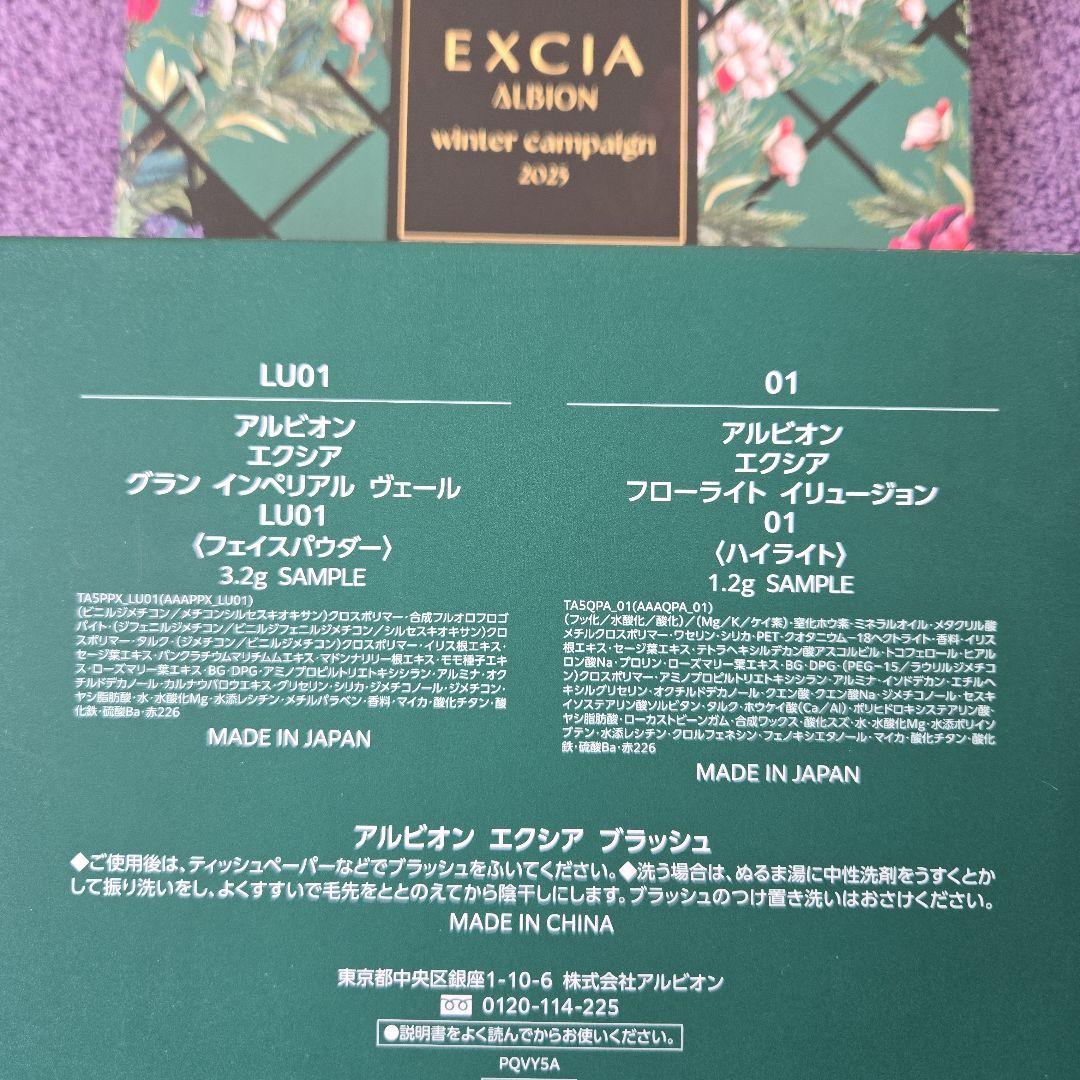 EXCIA
ALBION
winter campaign
2025
LU01
アルビオン
エクシア
グラン インペリアル ヴェール
LU01
〈フェイスパウダー〉
3.2g SAMPLE
TA5PPX_LU01(AAAPPX_LU01)
(ビニルジメチコン/メチコンシルセスキオキサン)クロスポリマー・合成フルオロフロゴ
パイト・(ジフェニルジメチコン/ビニルジフェニルジメチコン/シルセスキオキサン)クロ
スポリマー・タルク・(ジメチコン/ビニルジメチコン)クロスポリマー・イリス根エキス・
セージ葉エキス・パンクラチウムマリチムムエキス・マドンナリリー根エキス・モモ種子エキ
ス・ローズマリー葉エキス・BG・DPG・アミノプロピルトリエトキシシラン・アルミナ・オク
チルドデカノール・カルナウバロウエキス・グリセリン・シリカ・ジメチコノール・ジメチコン・
ヤシ脂肪酸・水・水酸化Mg・水添レシチン・メチルパラベン・香料・マイカ・酸化チタン・酸
化鉄・硫酸Ba・赤226
MADE IN JAPAN
01
アルビオン
エクシア
フローライト イリュージョン
01
〈ハイライト〉
1.2g SAMPLE
TA5QPA_01(AAAQPA_01)
(フッ化/水酸化/酸化)/(Mg/K/ケイ素)・窒化ホウ素・ミネラルオイル・メタクリル酸
メチルクロスポリマー・ワセリン・シリカ・PET・クオタニウム-18ヘクトライト・香料・イリス
根エキス・セージ葉エキス・テトラヘキシルデカン酸アスコルビル・トコフェロール・ヒアル
ロン酸Na・プロリン・ローズマリー葉エキス・BG・DPG・(PEG-15/ラウリルジメチコ
ン)クロスポリマー・アミノプロピルトリエトキシシラン・アルミナ・インドデカン・エチルヘ
キシルグリセリン・オクチルドデカノール・クエン酸・クエン酸Na・ジメチコノール・セスキ
インステアリン酸ソルビタン・タルク・ホウケイ酸(Ca/Al)・ポリヒドロキシステアリン酸・
ヤシ脂肪酸・ローカストビーンガム・合成ワックス・酸化スズ・水・水酸化Mg・水添ポリイソ
ブテン・水添レシチン・クロルフェネシン・フェノキシエタノール・マイカ・酸化チタン・酸化
鉄・硫酸Ba・赤226
MADE IN JAPAN
アルビオン エクシア ブラッシュ
◆ご使用後は、ティッシュペーパーなどでブラッシュをふいてください。◆洗う場合は、ぬるま湯に中性洗剤をうすくとか
して振り洗いをし、よくすすいで毛先をととのえてから陰干しにします。ブラッシュのつけ置き洗いはおさけください。
MADE IN CHINA
東京都中央区銀座1-10-6 株式会社アルビオン
0120-114-225
●説明書をよく読んでからお使いください。
PQVY5A